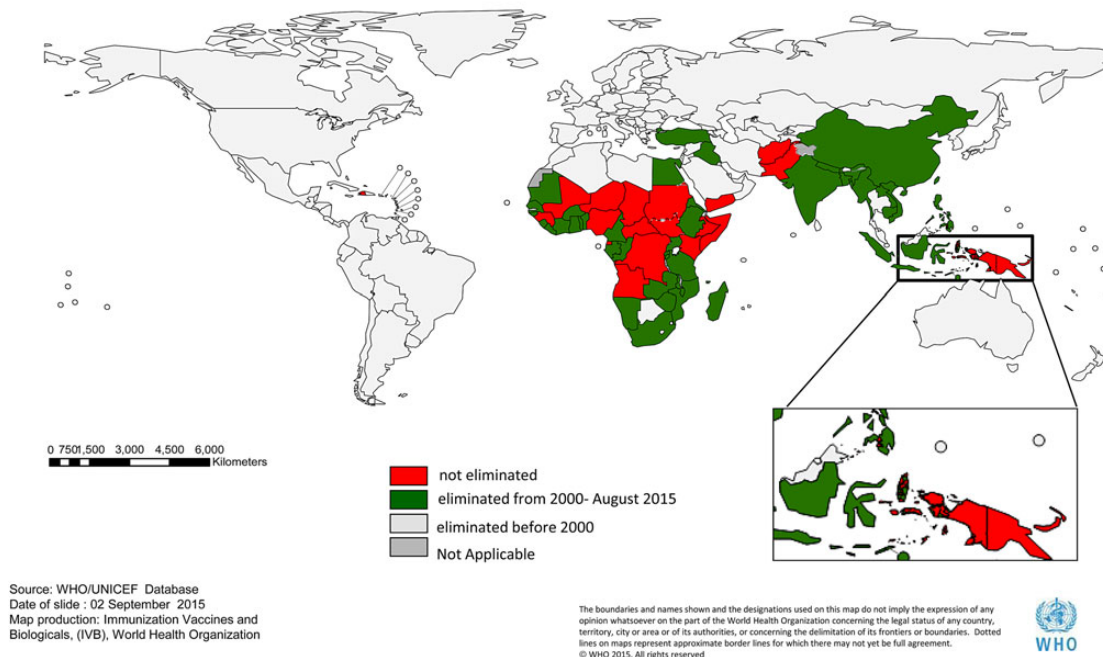 0 750 1,500 3,000 4,500 6,000
Kilometers
not eliminated
eliminated from 2000- August 2015
eliminated before 2000
Not Applicable
Source: WHO/UNICEF Database
Date of slide : 02 September 2015
Map production: Immunization Vaccines and
Biologicals, (IVB), World Health Organization
The boundaries and names shown and the designations used on this map do not imply the expression of any
opinion whatsoever on the part of the World Health Organization concerning the legal status of any country,
territory, city or area or of its authorities, or concerning the delimitation of its frontiers or boundaries. Dotted
lines on maps represent approximate border lines for which there may not yet be full agreement.
© WHO 2015. All rights reserved
WHO